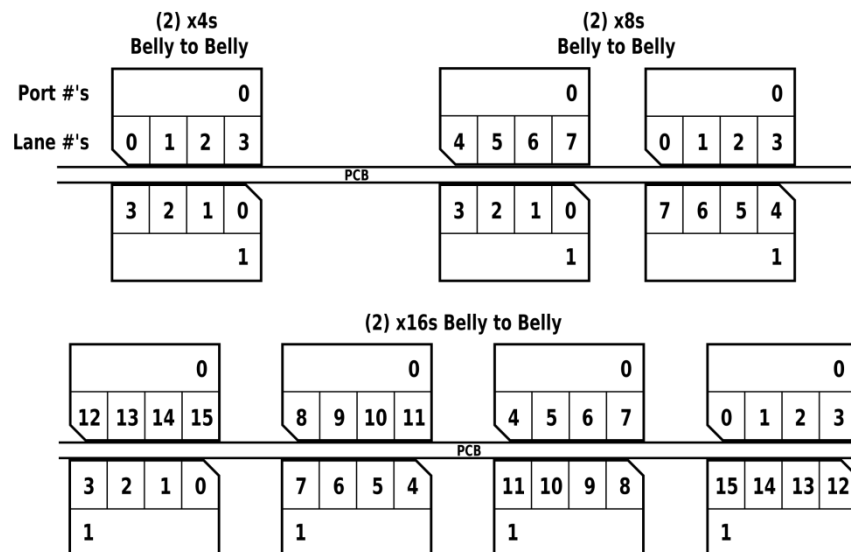 (2) x4s
Belly to Belly
(2) x8s
Belly to Belly
Port #'s
0
0
0
Lane #'s
0 1 2 3
4 5 6 7
0 1 2 3
PCB
3 2 1 0
3 2 1 0
7 6 5 4
1
1
1
(2) x16s Belly to Belly
0
0
0
0
12 13 14 15
8 9 10 11
4 5 6 7
0 1 2 3
PCB
3 2 1 0
7 6 5 4
11 10 9 8
15 14 13 12
1
1
1
1